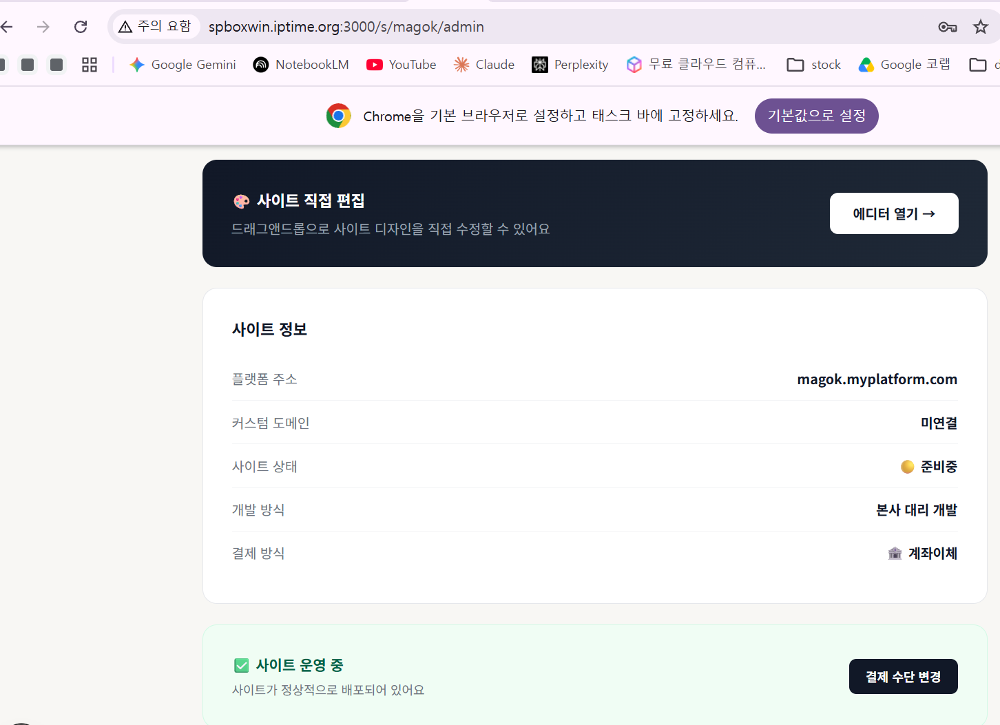 주의 요함
spboxwin.iptime.org:3000/s/magok/admin
Google Gemini
NotebookLM
YouTube
Claude
Perplexity
무료 클라우드 컴퓨...
stock
Google 코랩
Chrome을 기본 브라우저로 설정하고 태스크 바에 고정하세요.
기본값으로 설정
사이트 직접 편집
드래그앤드롭으로 사이트 디자인을 직접 수정할 수 있어요
에디터 열기 →
사이트 정보
플랫폼 주소
magok.myplatform.com
커스텀 도메인
미연결
사이트 상태
준비중
개발 방식
본사 대리 개발
결제 방식
계좌이체
사이트 운영 중
사이트가 정상적으로 배포되어 있어요
결제 수단 변경